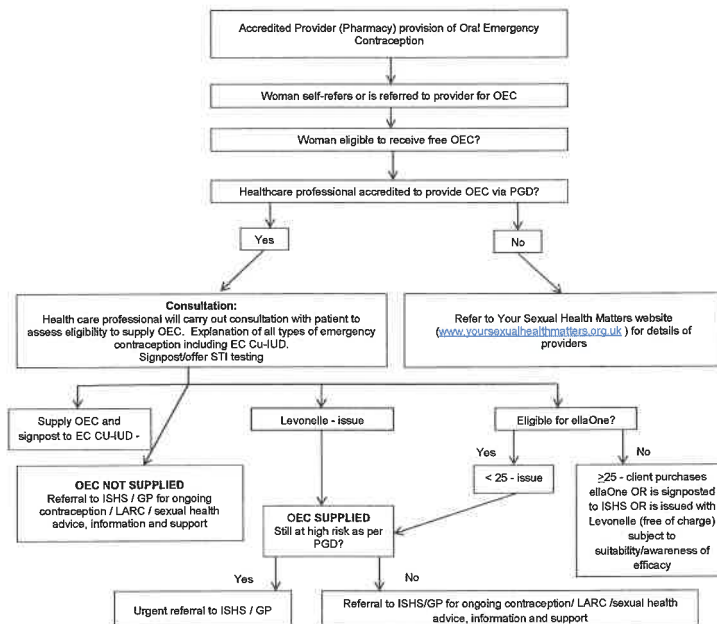 Accredited Provider (Pharmacy) provision of Oral Emergency
Contraception
Woman self-refers or is referred to provider for OEC
Woman eligible to receive free OEC?
Healthcare professional accredited to provide OEC via PGD?
Yes
No
Consultation:
Health care professional will carry out consultation with patient to
assess eligibility to supply OEC. Explanation of all types of emergency
contraception including EC Cu-IUD.
Signpost/offer STI testing
Refer to Your Sexual Health Matters website
(www.yoursexualhealthmatters.org.uk ) for details of
providers
Supply OEC and
signpost to EC CU-IUD -
Levonelle - issue
Eligible for ellaOne?
Yes
No
OEC NOT SUPPLIED
Referral to ISHS / GP for ongoing
contraception / LARC / sexual health
advice, information and support
< 25 - issue
≥25 - client purchases
ellaOne OR is signposted
to ISHS OR is issued with
Levonelle (free of charge)
subject to
suitability/awareness of
efficacy
OEC SUPPLIED
Still at high risk as per
PGD?
Yes
No
Urgent referral to ISHS / GP
Referral to ISHS/GP for ongoing contraception/ LARC /sexual health
advice, information and support